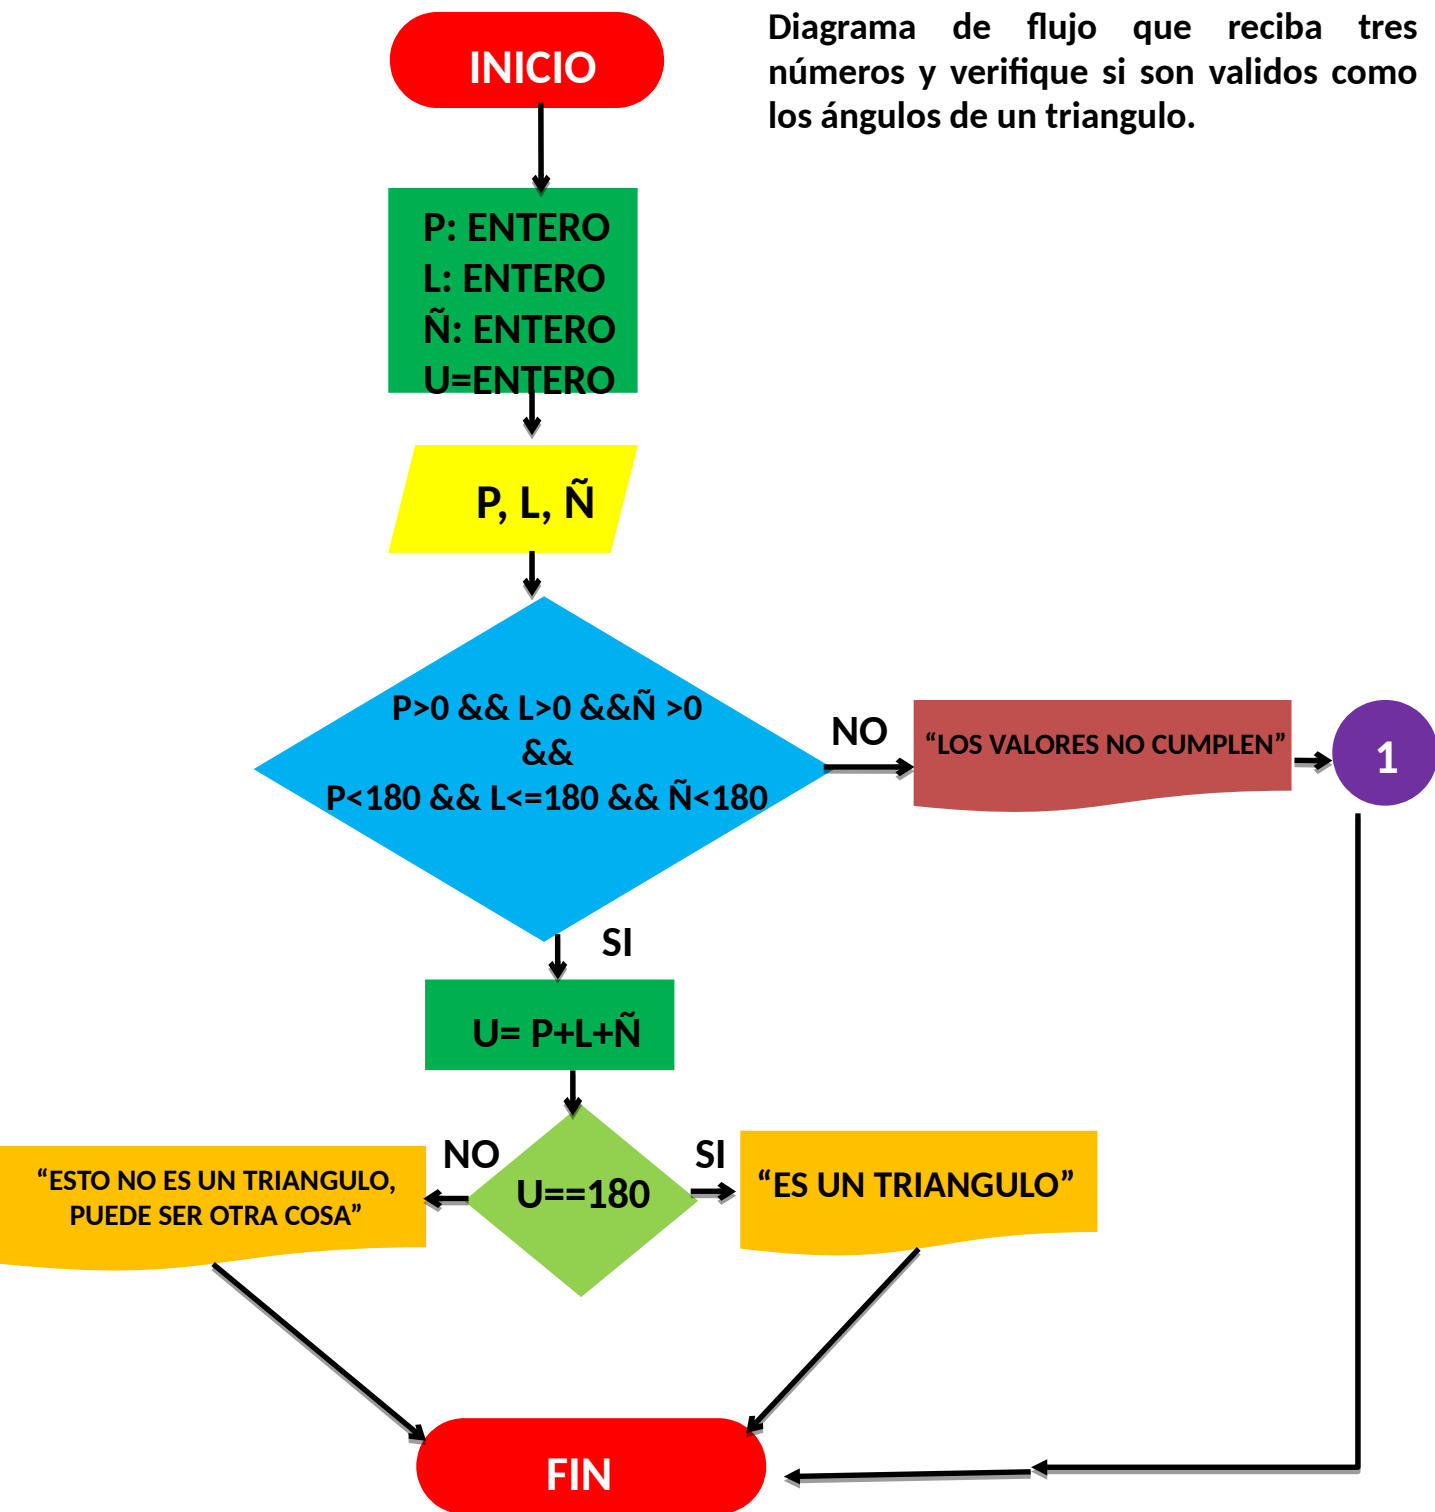 INICIO
Diagrama de flujo que reciba tres
números y verifique si son validos como
los ángulos de un triangulo.
P: ENTERO
L: ENTERO
Ñ: ENTERO
U=ENTERO
P, L, Ñ
P>0 && L>0 &&Ñ >0
&&
P<180 && L<=180 && Ñ<180
NO
“LOS VALORES NO CUMPLEN”
1
SI
U= P+L+Ñ
NO
SI
“ESTO NO ES UN TRIANGULO,
PUEDE SER OTRA COSA”
U==180
“ES UN TRIANGULO”
FIN